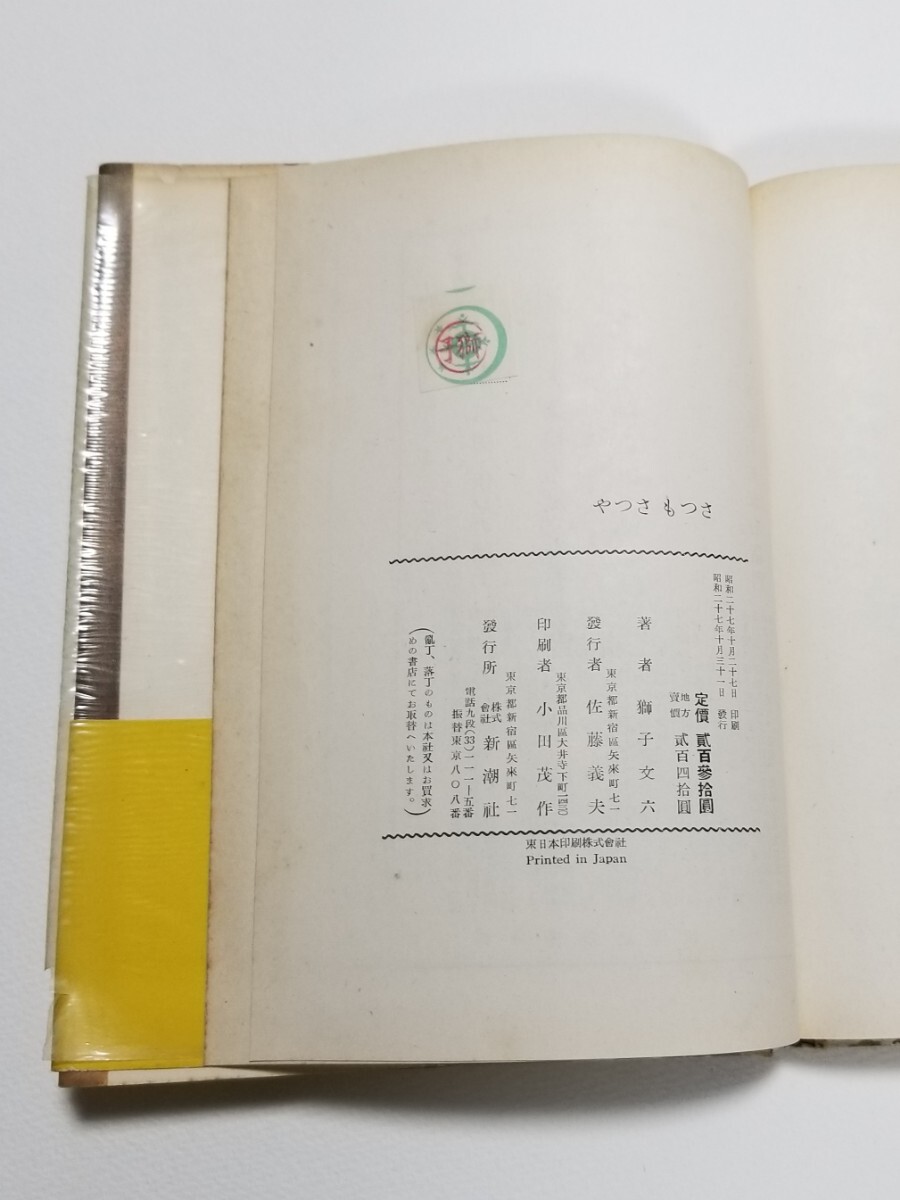 獅子
やつさもつさ
昭和二十七年十月二十七日 印刷
昭和二十七年十月三十一日 發行
定價 貳百參拾圓
地方賣價 貳百四拾圓
著者 獅子文六
東京都新宿區矢來町七一
發行者 佐藤義夫
東京都品川區大井寺下町一四三〇
印刷者 小田茂作
東京都新宿區矢來町七一
發行所 株式會社 新潮社
電話九段(33)一一一一―五番
振替東京八〇八番
(亂丁、落丁のものは本社又はお買求
めの書店にてお取替へいたします。)
東日本印刷株式會社
Printed in Japan